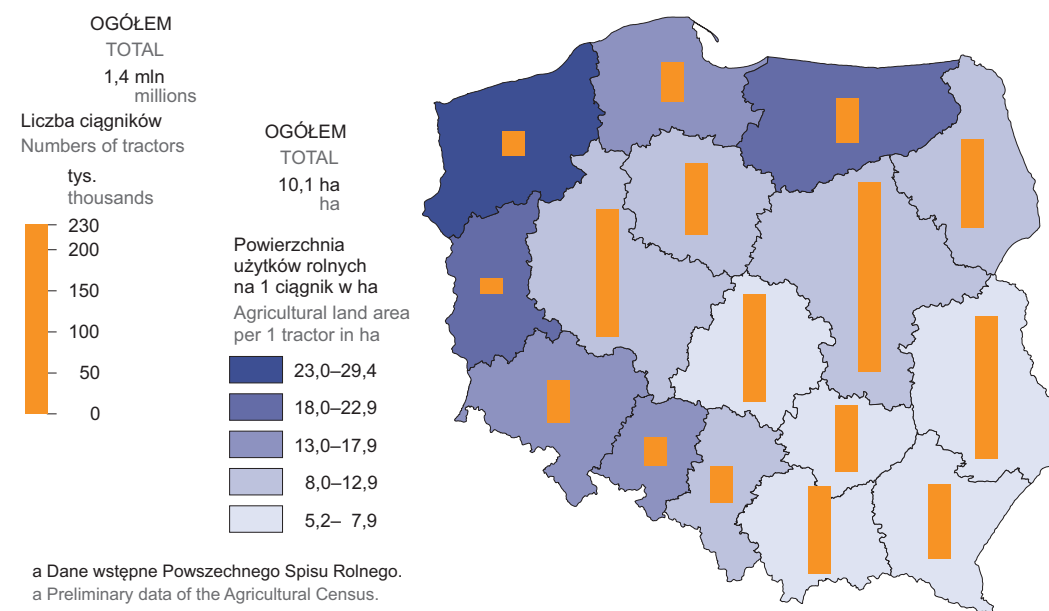 OGÓŁEM
TOTAL
1,4 mln
millions
Liczba ciągników
Numbers of tractors
tys.
thousands
230
200
150
100
50
0
OGÓŁEM
TOTAL
10,1 ha
ha
Powierzchnia
użytków rolnych
na 1 ciągnik w ha
Agricultural land area
per 1 tractor in ha
23,0–29,4
18,0–22,9
13,0–17,9
8,0–12,9
5,2– 7,9
a Dane wstępne Powszechnego Spisu Rolnego.
a Preliminary data of the Agricultural Census.